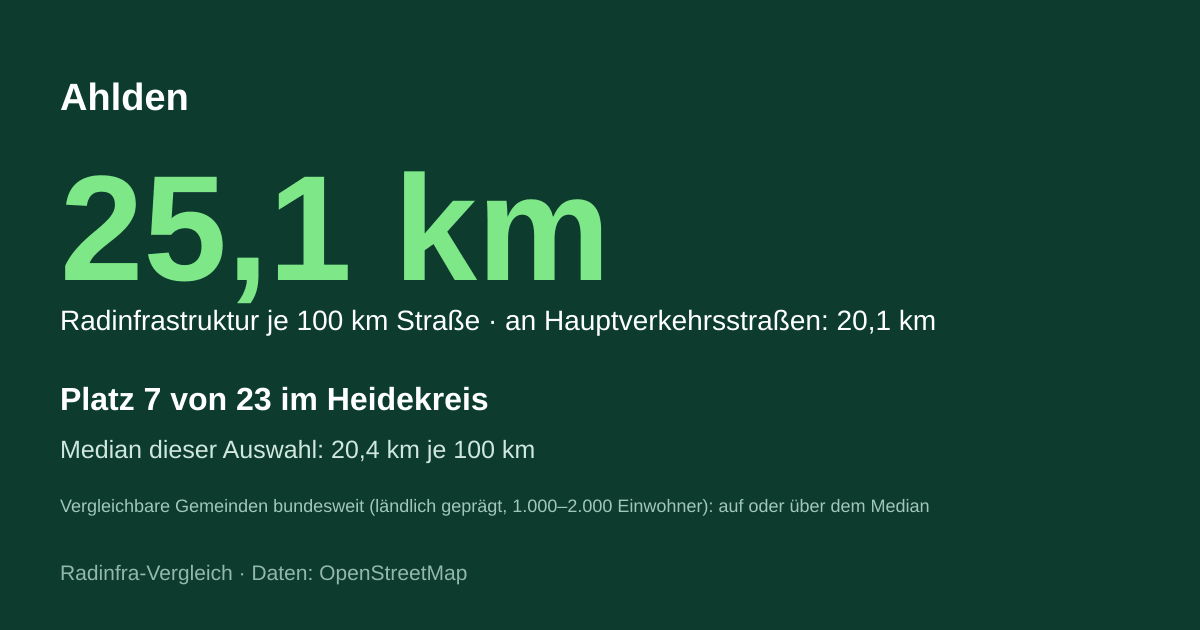 Ahlden
25,1 km
Radinfrastruktur je 100 km Straße · an Hauptverkehrsstraßen: 20,1 km
Platz 7 von 23 im Heidekreis
Median dieser Auswahl: 20,4 km je 100 km
Vergleichbare Gemeinden bundesweit (ländlich geprägt, 1.000–2.000 Einwohner): auf oder über dem Median
Radinfra-Vergleich · Daten: OpenStreetMap